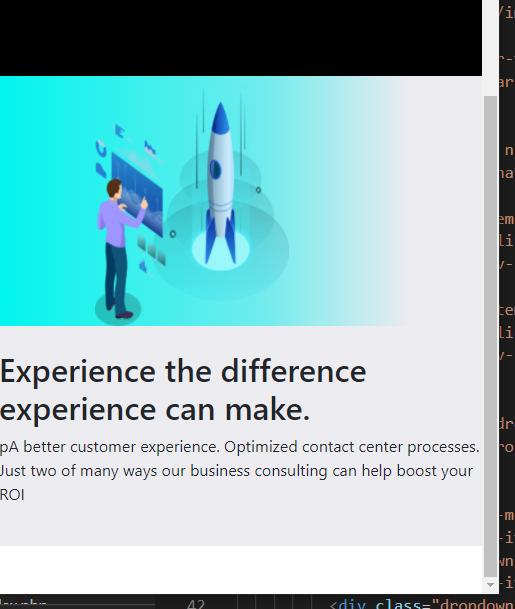 Experience the difference
experience can make.
pA better customer experience. Optimized contact center processes.
Just two of many ways our business consulting can help boost your
ROI
42 <div class="dropdown